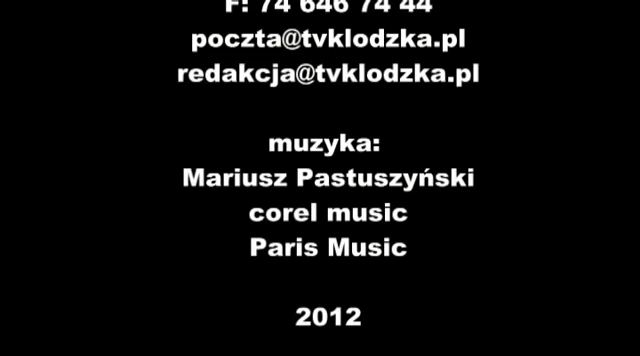 F: 74 646 74 44
poczta@tvklodzka.pl
redakcja@tvklodzka.pl
muzyka:
Mariusz Pastuszyński
corel music
Paris Music
2012